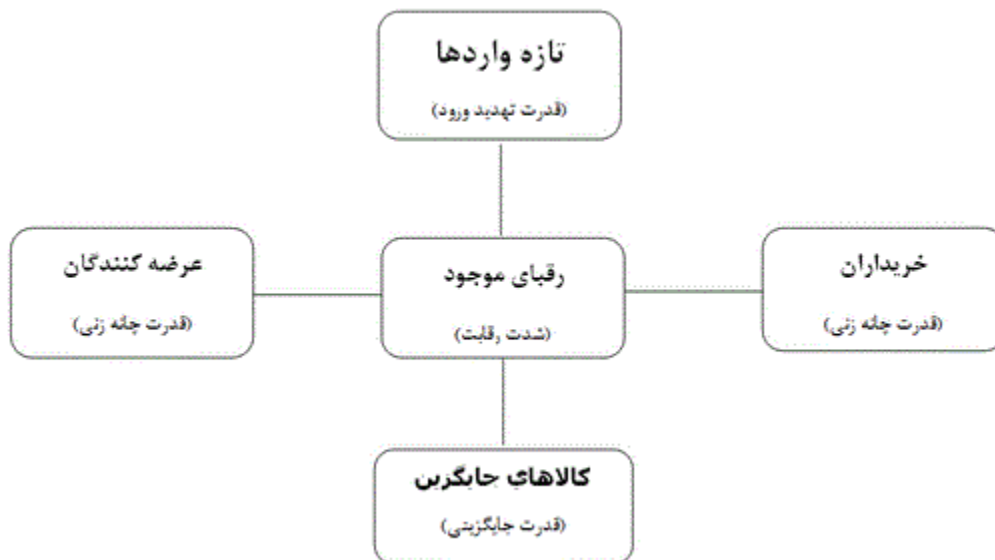 تازه واردها
(قدرت تهدید ورود)
خریداران
(قدرت چانه زنی)
رقبای موجود
(شدت رقابت)
عرضه کنندگان
(قدرت چانه زنی)
کالاهای جایگزین
(قدرت جایگزینی)